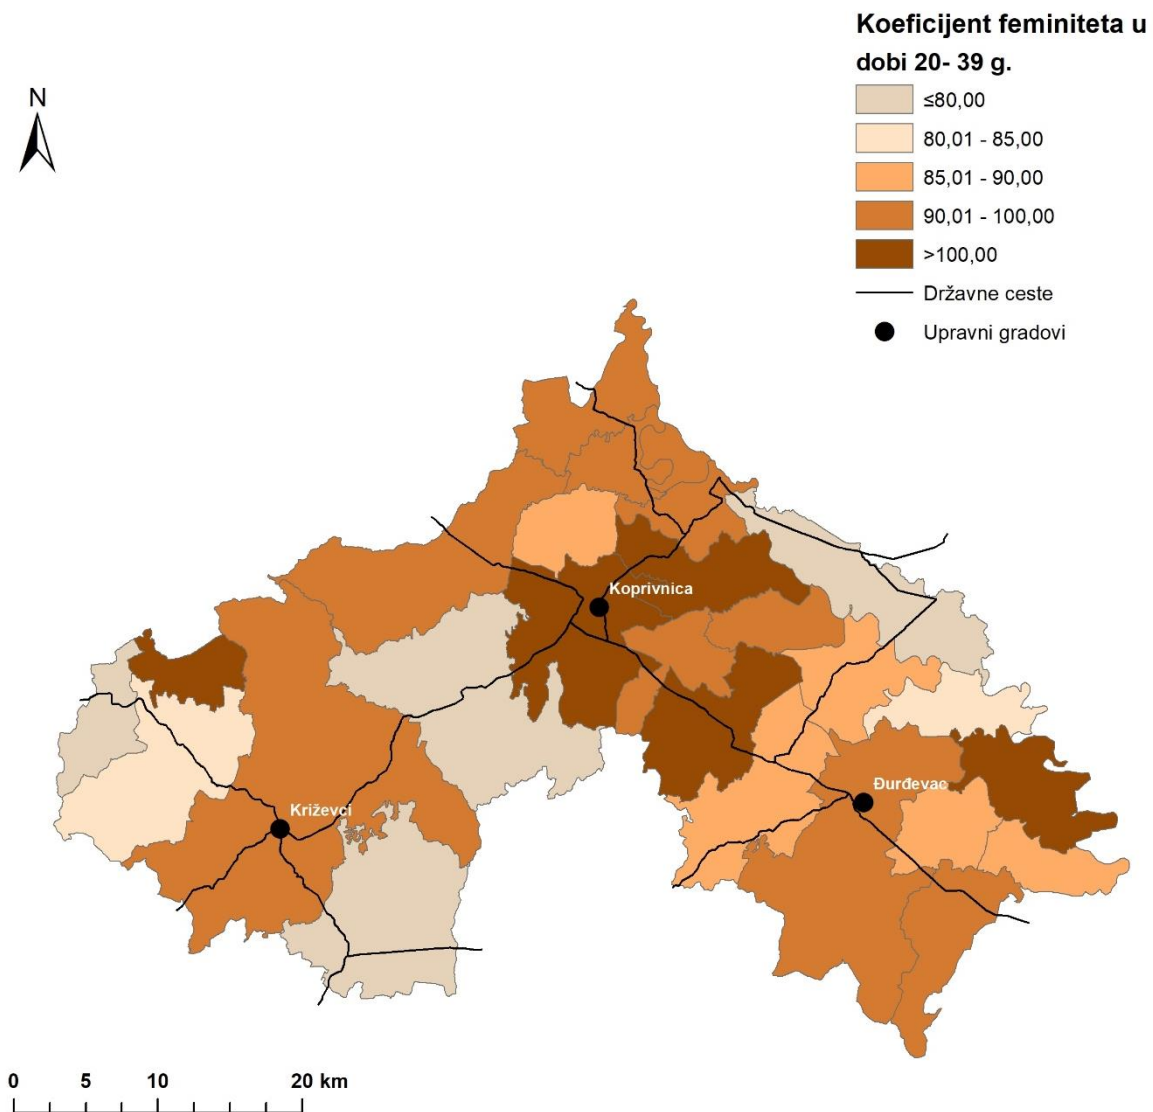 Koeficijent feminiteta u
dobi 20- 39 g.
≤80,00
80,01 - 85,00
85,01 - 90,00
90,01 - 100,00
>100,00
Državne ceste
Upravni gradovi
N
Koprivnica
Đurđevac
Križevci
0 5 10 20 km